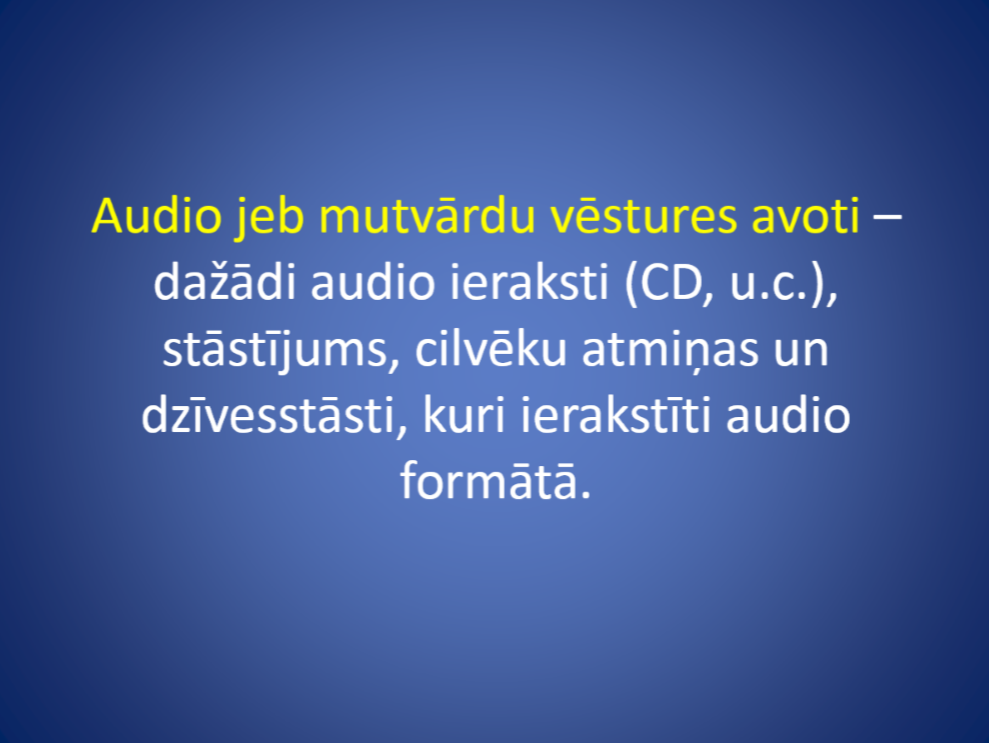 Audio jeb mutvārdu vēstures avoti –
dažādi audio ieraksti (CD, u.c.),
stāstījums, cilvēku atmiņas un
dzīvesstāsti, kuri ierakstīti audio
formātā.